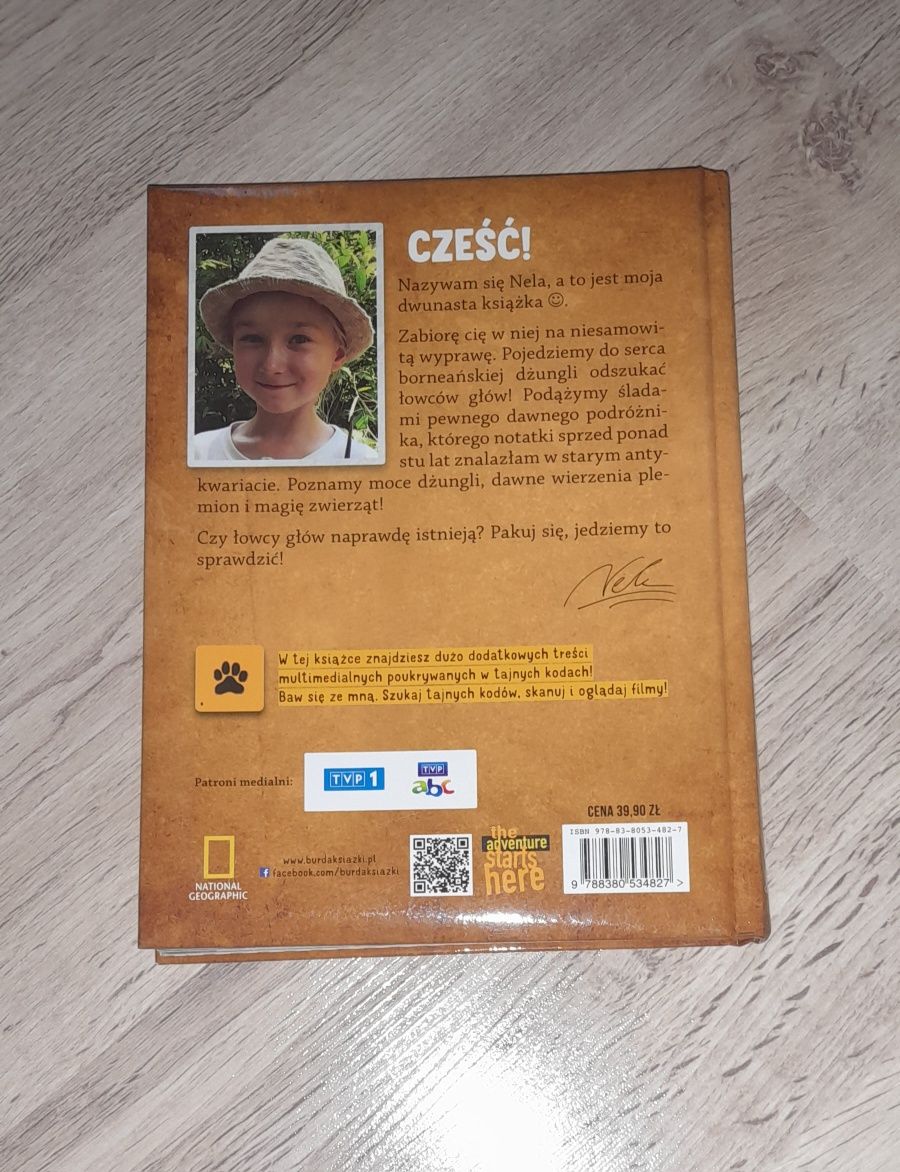 CZEŚĆ!
Nazywam się Nela, a to jest moja
dwunasta książka ☺.
Zabiorę cię w niej na niesamowi-
tą wyprawę. Pojedziemy do serca
borneańskiej dżungli odszukać
łowców głów! Podążymy ślada-
mi pewnego dawnego podróżni-
ka, którego notatki sprzed ponad
stu lat znalazłam w starym anty-
kwariacie. Poznamy moce dżungli, dawne wierzenia ple-
mion i magię zwierząt!
Czy łowcy głów naprawdę istnieją? Pakuj się, jedziemy to
sprawdzić!
Nela
W tej książce znajdziesz dużo dodatkowych treści
multimedialnych poukrywanych w tajnych kodach!
Baw się ze mną. Szukaj tajnych kodów, skanuj i oglądaj filmy!
Patroni medialni:
TVP 1
TVP
abc
CENA 39,90 ZŁ
NATIONAL
GEOGRAPHIC
www.burdaksiazki.pl
facebook.com/burdaksiazki
the
adventure
starts
here
ISBN 978-83-8053-482-7
9 788380 534827 >